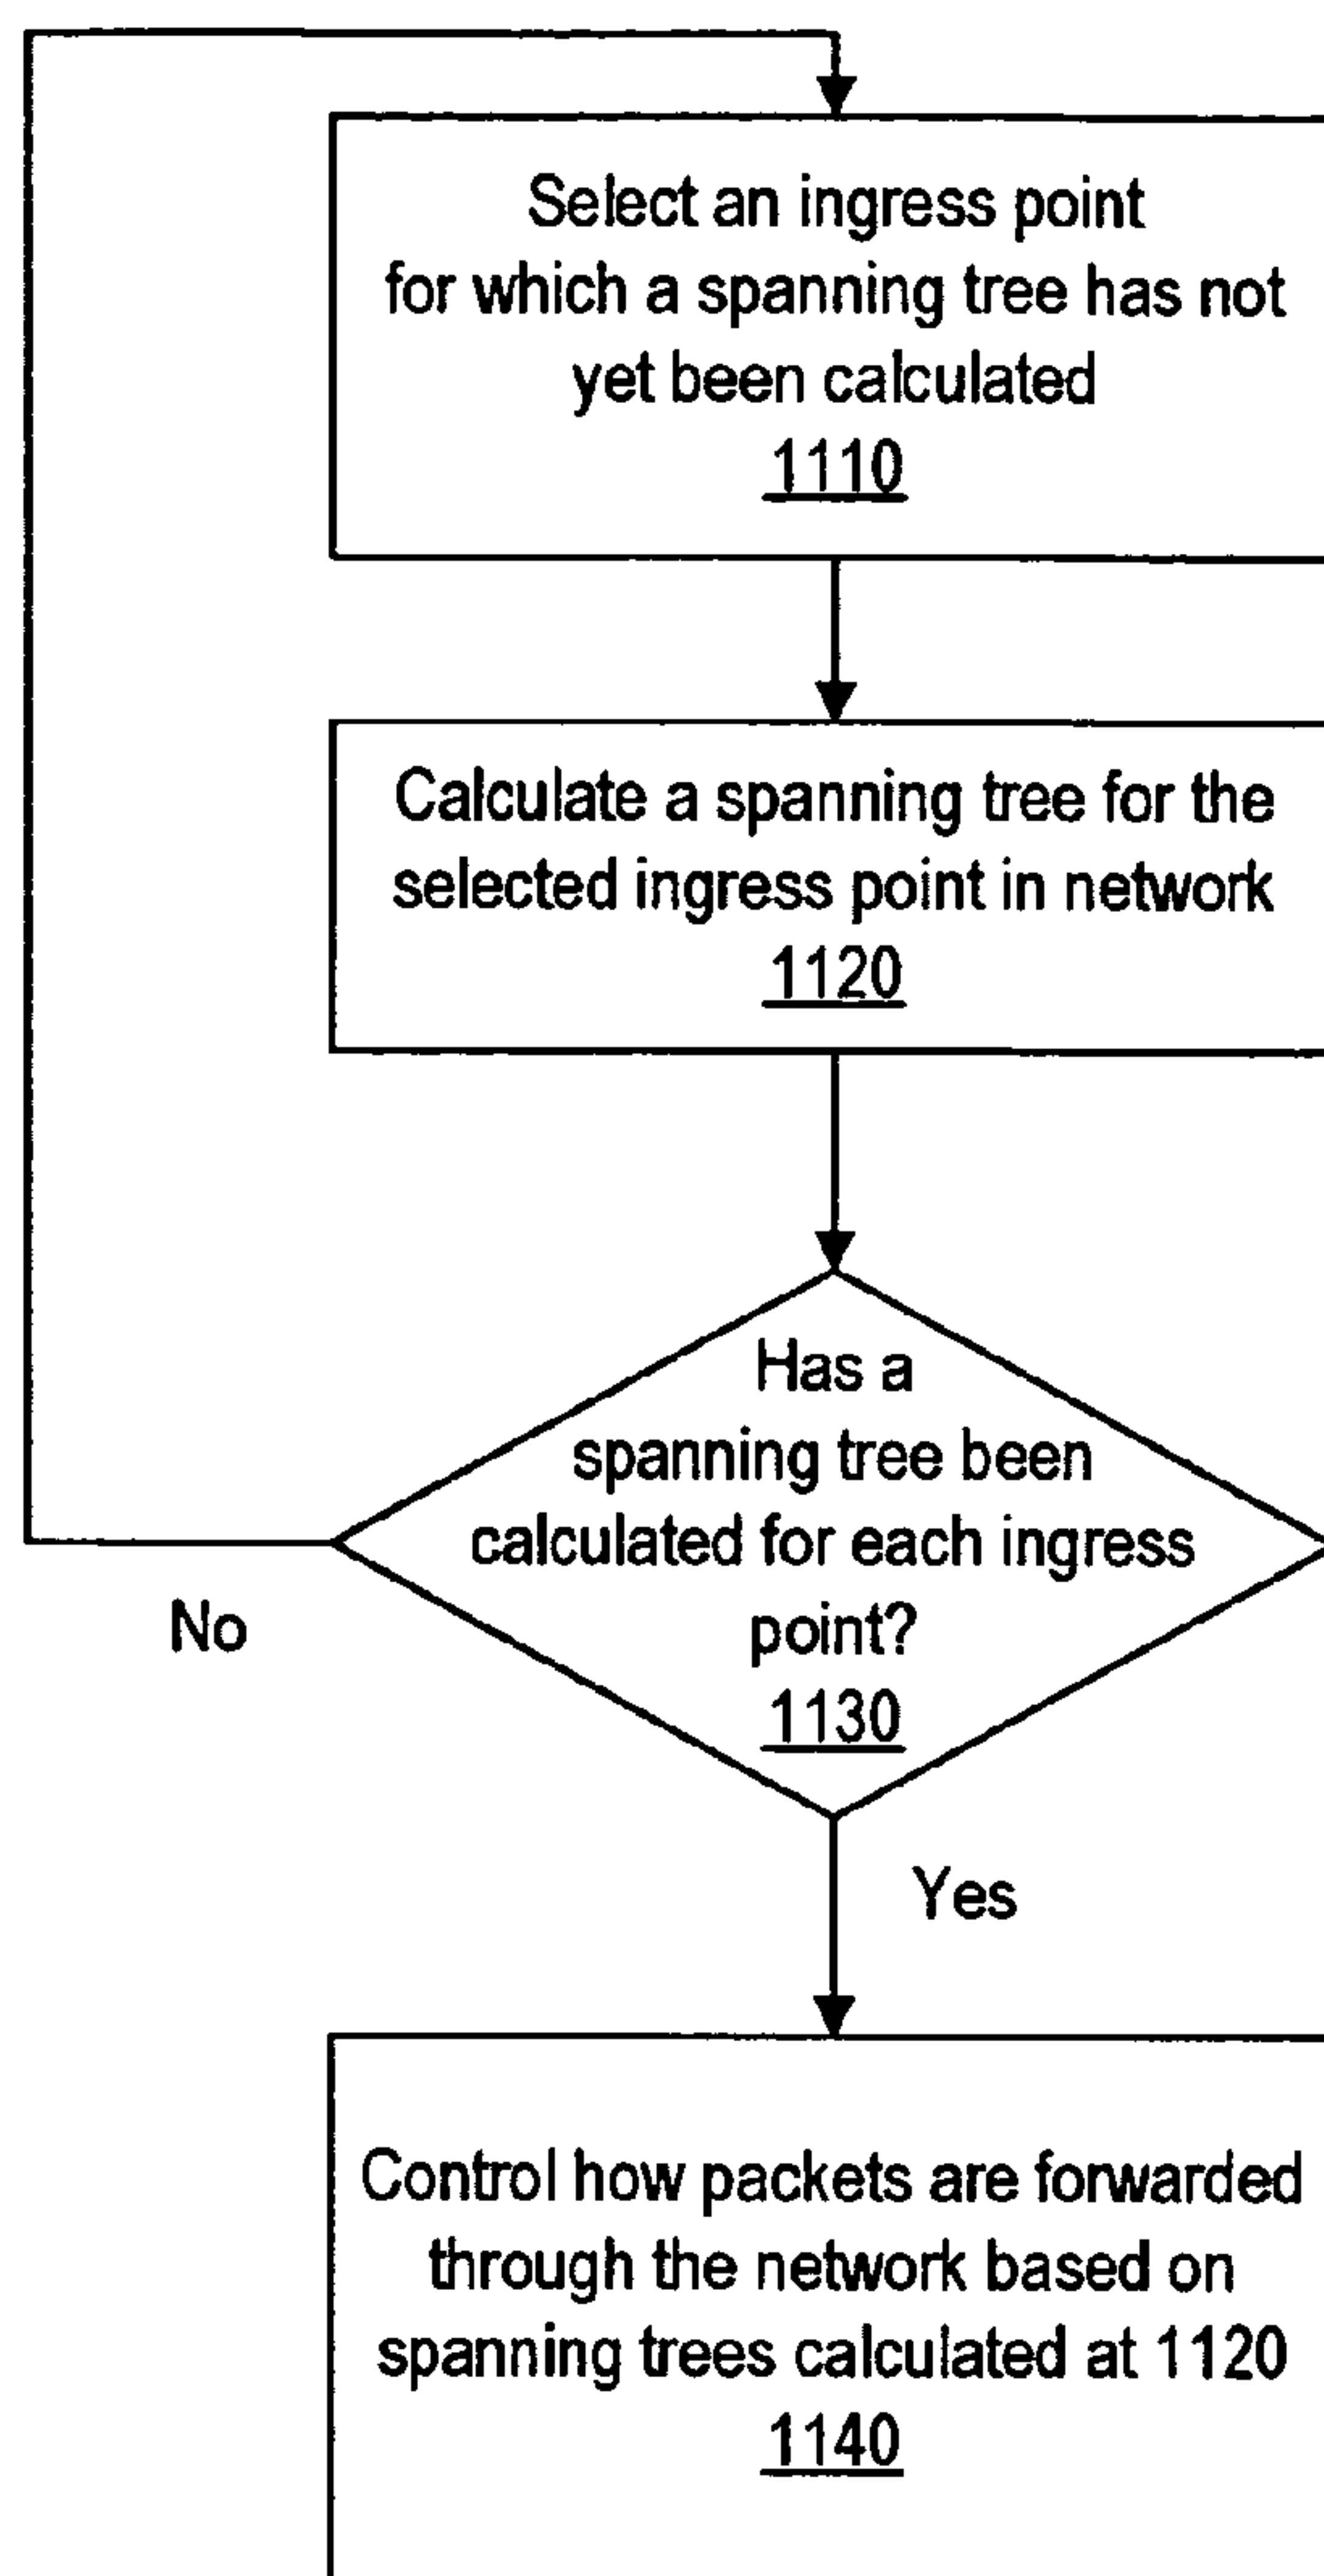 Select an ingress point
for which a spanning tree has not
yet been calculated
1110
Calculate a spanning tree for the
selected ingress point in network
1120
Has a
spanning tree been
calculated for each ingress
point?
1130
No
Yes
Control how packets are forwarded
through the network based on
spanning trees calculated at 1120
1140